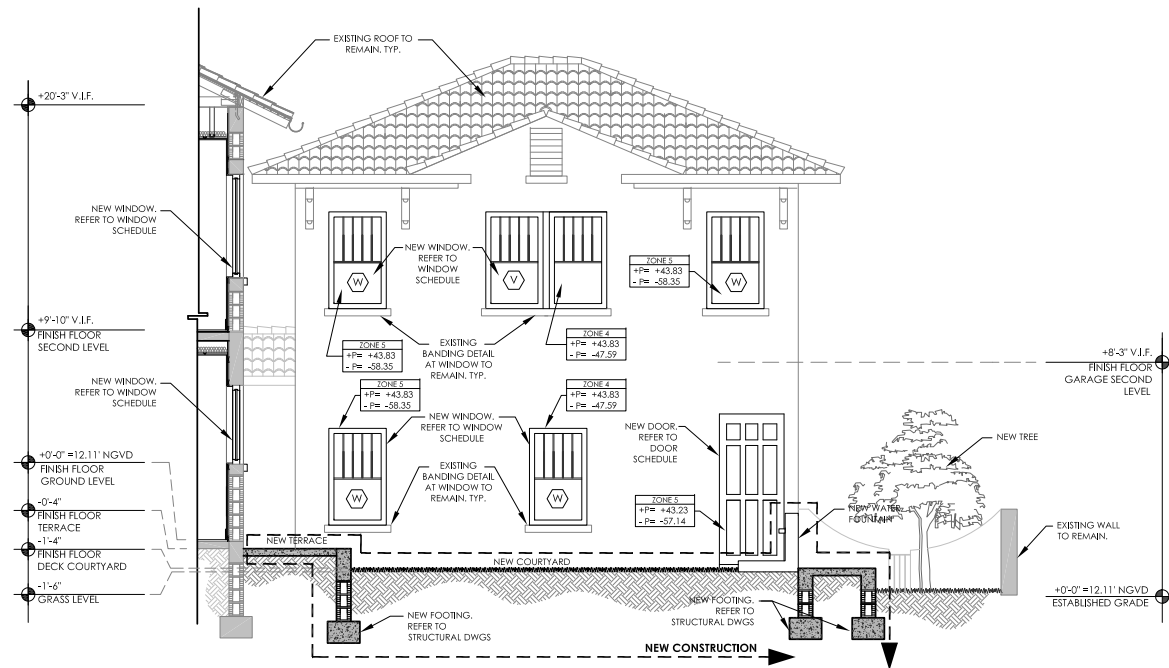 EXISTING ROOF TO
REMAIN. TYP.
+20'-3" V.I.F.
NEW WINDOW.
REFER TO WINDOW
SCHEDULE
NEW WINDOW.
REFER TO
WINDOW
SCHEDULE
W
V
ZONE 5
+P= +43.83
- P= -58.35
W
+9'-10" V.I.F.
FINISH FLOOR
SECOND LEVEL
ZONE 5
+P= +43.83
- P= -58.35
EXISTING
BANDING DETAIL
AT WINDOW TO
REMAIN. TYP.
ZONE 4
+P= +43.83
- P= -47.59
+8'-3" V.I.F.
FINISH FLOOR
GARAGE SECOND
LEVEL
NEW WINDOW.
REFER TO WINDOW
SCHEDULE
ZONE 5
+P= +43.83
- P= -58.35
ZONE 4
+P= +43.83
- P= -47.59
NEW WINDOW.
REFER TO WINDOW
SCHEDULE
NEW DOOR.
REFER TO
DOOR
SCHEDULE
NEW TREE
+0'-0" =12.11' NGVD
FINISH FLOOR
GROUND LEVEL
EXISTING
BANDING DETAIL
AT WINDOW TO
REMAIN. TYP.
W
W
ZONE 5
+P= +43.23
- P= -57.14
NEW WATER
FOUNTAIN
EXISTING WALL
TO REMAIN.
-0'-4"
FINISH FLOOR
TERRACE
-1'-4"
FINISH FLOOR
DECK COURTYARD
-1'-6"
GRASS LEVEL
NEW TERRACE
NEW COURTYARD
+0'-0" =12.11' NGVD
ESTABLISHED GRADE
NEW FOOTING.
REFER TO
STRUCTURAL DWGS
NEW FOOTING.
REFER TO
STRUCTURAL DWGS
NEW CONSTRUCTION